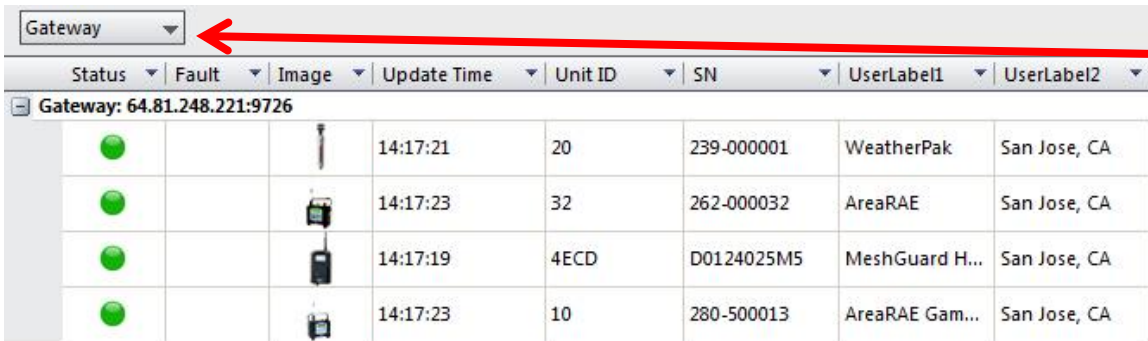 Gateway
Status Fault Image Update Time Unit ID SN UserLabel1 UserLabel2
Gateway: 64.81.248.221:9726
14:17:21 20 239-000001 WeatherPak San Jose, CA
14:17:23 32 262-000032 AreaRAE San Jose, CA
14:17:19 4ECD D0124025M5 MeshGuard H... San Jose, CA
14:17:23 10 280-500013 AreaRAE Gam... San Jose, CA